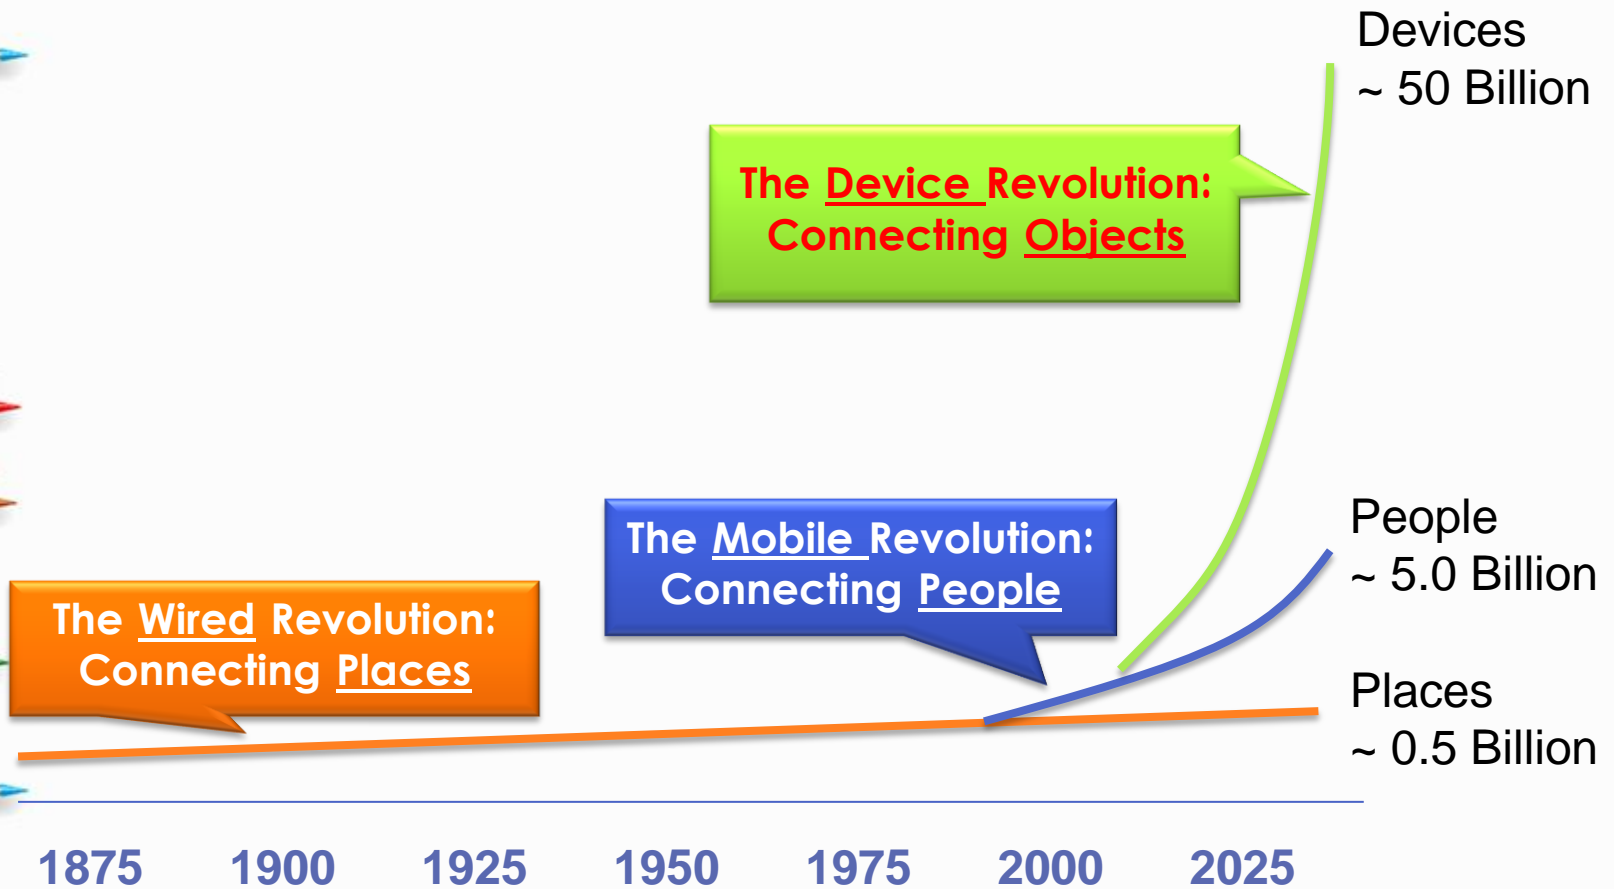 Devices
~ 50 Billion
The Device Revolution:
Connecting Objects
People
~ 5.0 Billion
The Mobile Revolution:
Connecting People
The Wired Revolution:
Connecting Places
Places
~ 0.5 Billion
1875 1900 1925 1950 1975 2000 2025